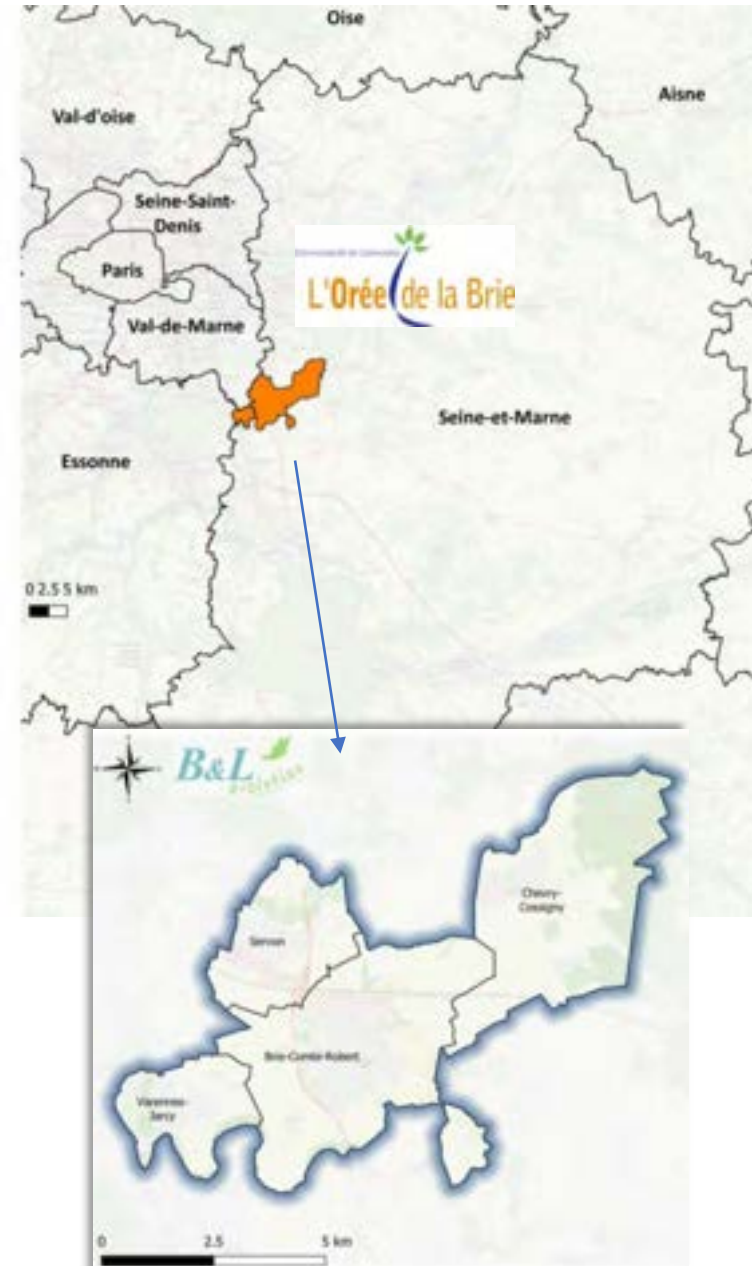 Oise
Aisne
Val-d'oise
Seine-Saint-
Denis
Paris
L'Orée de la Brie
Val-de-Marne
Seine-et-Marne
Essonne
0 2.5 5 km
B&L
Chevry-
Cossigny
Servon
Brie-Comte-Robert
Varennes-
Jarcy
0 2.5 5 km